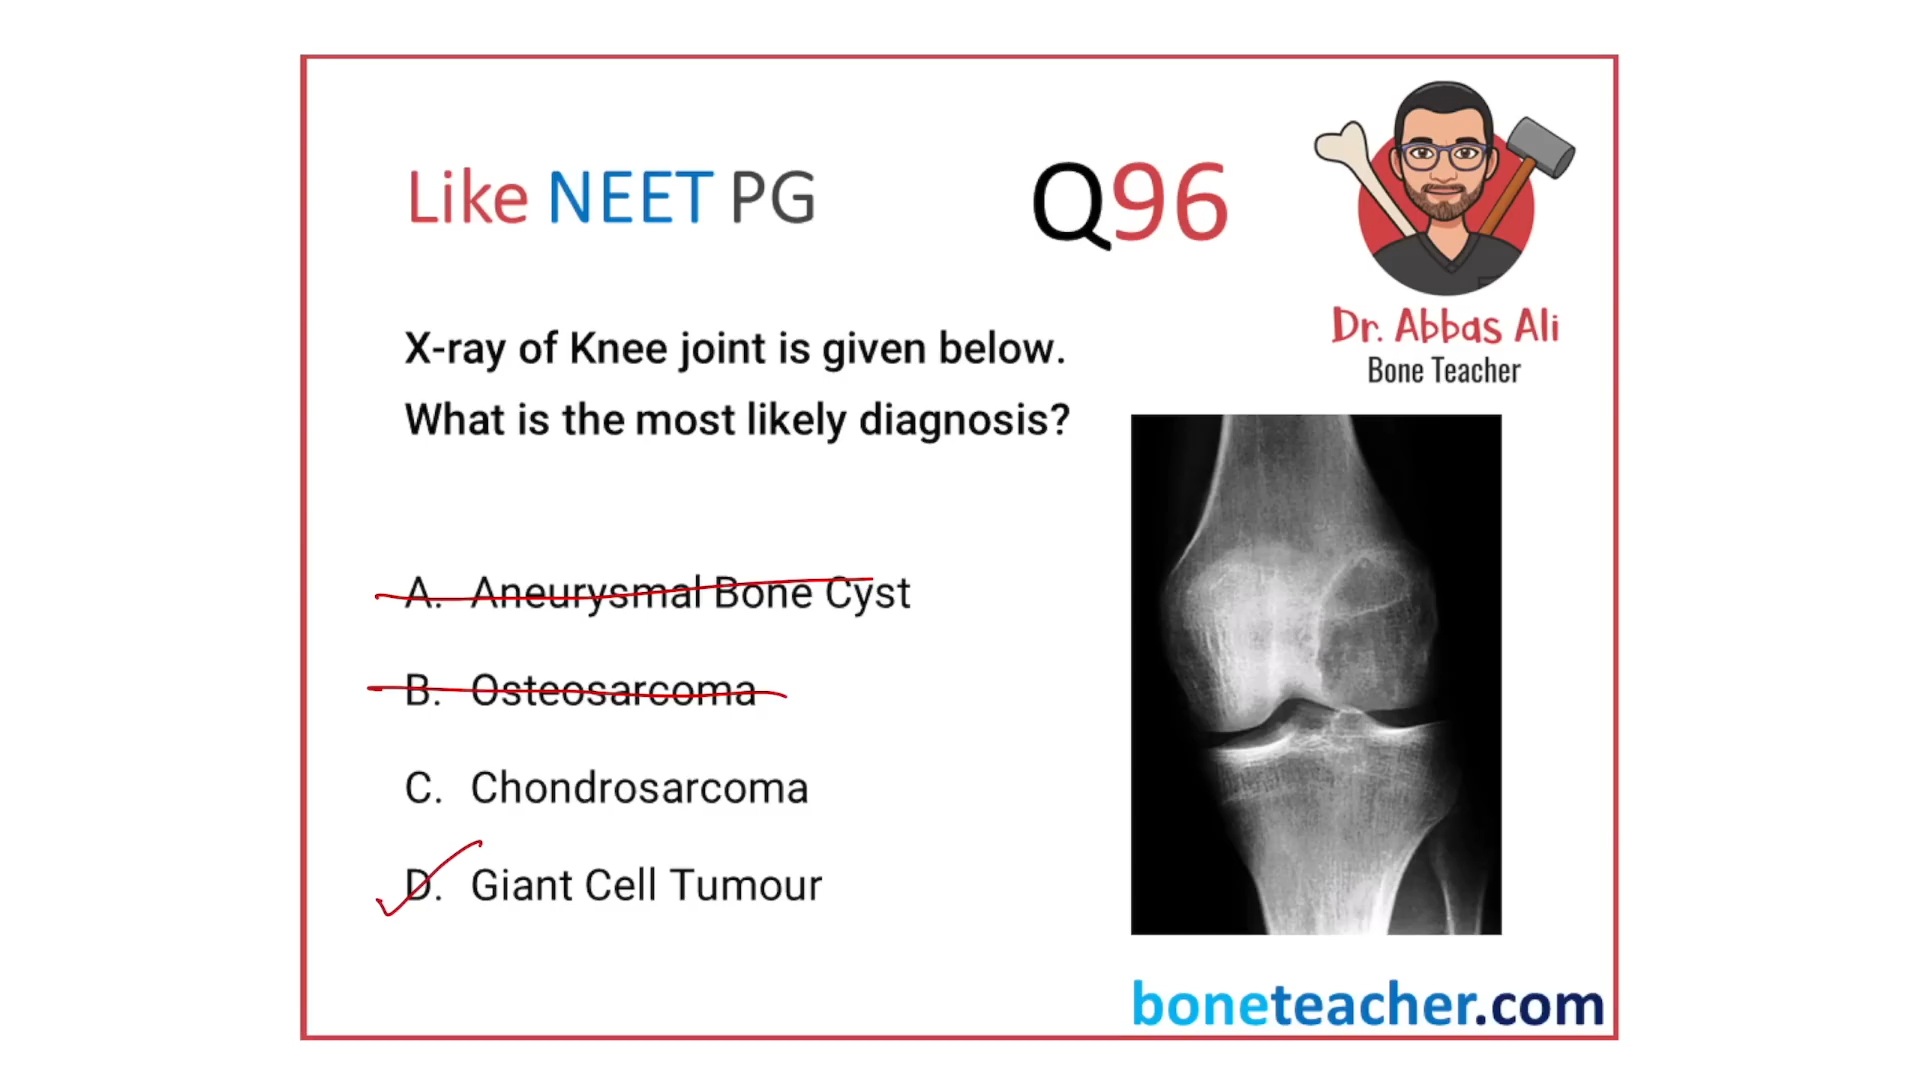 Like NEET PG
Q96
Dr. Abbas Ali
Bone Teacher
X-ray of Knee joint is given below.
What is the most likely diagnosis?
A. Aneurysmal Bone Cyst
B. Osteosarcoma
C. Chondrosarcoma
D. Giant Cell Tumour
boneteacher.com